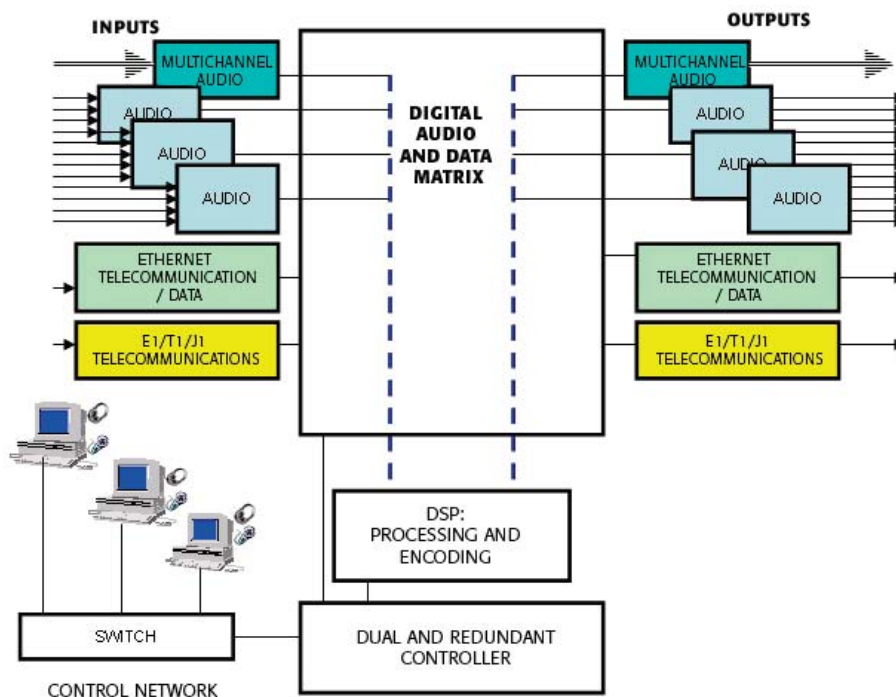 INPUTS
OUTPUTS
MULTICHANNEL
AUDIO
AUDIO
AUDIO
AUDIO
ETHERNET
TELECOMMUNICATION
/ DATA
E1/T1/J1
TELECOMMUNICATIONS
DIGITAL
AUDIO
AND DATA
MATRIX
MULTICHANNEL
AUDIO
AUDIO
AUDIO
AUDIO
ETHERNET
TELECOMMUNICATION
/ DATA
E1/T1/J1
TELECOMMUNICATIONS
DSP:
PROCESSING AND
ENCODING
SWITCH
DUAL AND REDUNDANT
CONTROLLER
CONTROL NETWORK